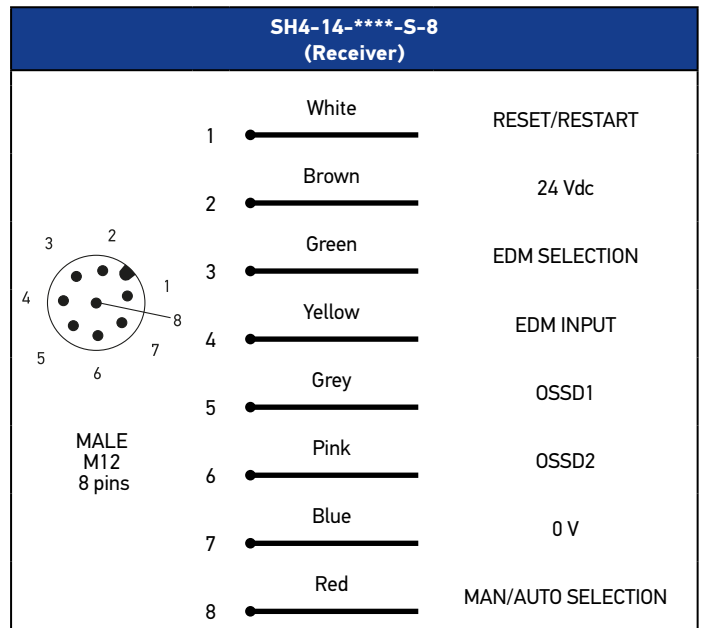 SH4-14-****-S-8
(Receiver)
1 White RESET/RESTART
2 Brown 24 Vdc
3 Green EDM SELECTION
4 Yellow EDM INPUT
5 Grey OSSD1
6 Pink OSSD2
7 Blue 0 V
8 Red MAN/AUTO SELECTION
3 2
1
4
8
5 7
6
MALE
M12
8 pins